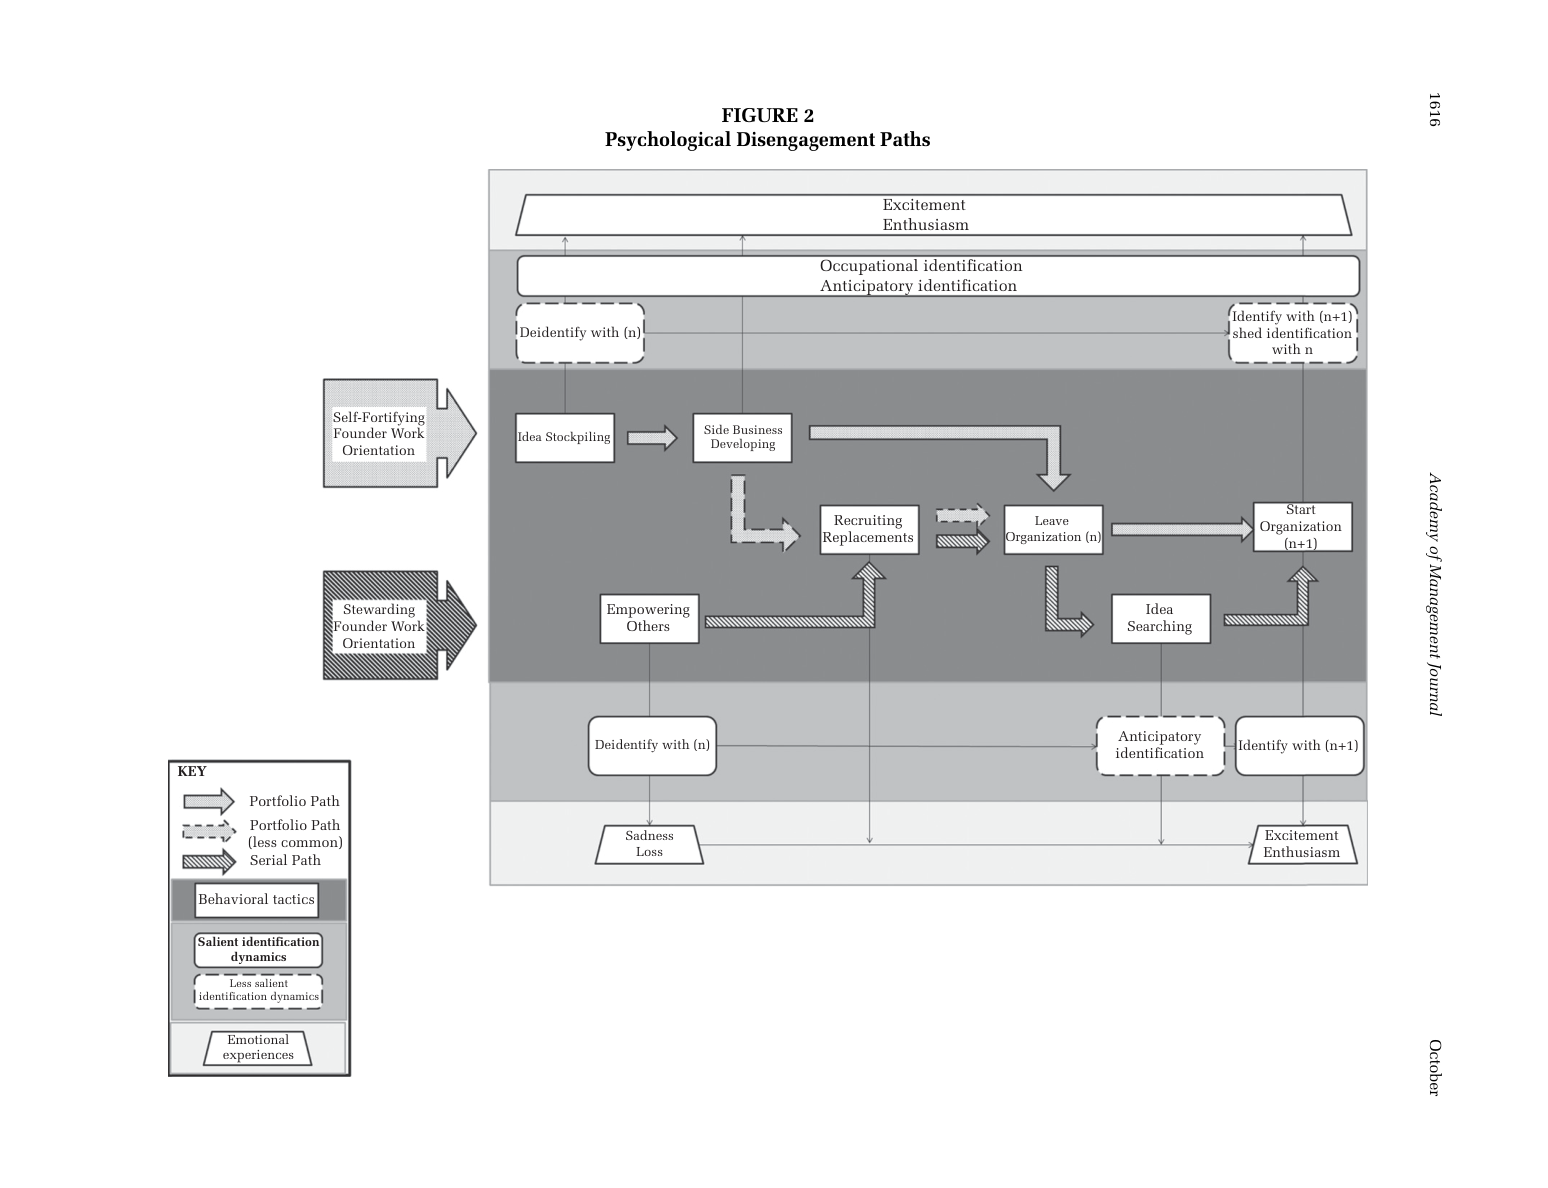 1616
Academy of Management Journal
October
FIGURE 2
Psychological Disengagement Paths
Excitement
Enthusiasm
Occupational identification
Anticipatory identification
Deidentify with (n)
Identify with (n+1)
shed identification
with n
Self-Fortifying
Founder Work
Orientation
Idea Stockpiling
Side Business
Developing
Recruiting
Replacements
Leave
Organization (n)
Start
Organization
(n+1)
Stewarding
Founder Work
Orientation
Empowering
Others
Idea
Searching
Deidentify with (n)
Anticipatory
identification
Identify with (n+1)
Sadness
Loss
Excitement
Enthusiasm
KEY
Portfolio Path
Portfolio Path
(less common)
Serial Path
Behavioral tactics
Salient identification
dynamics
Less salient
identification dynamics
Emotional
experiences